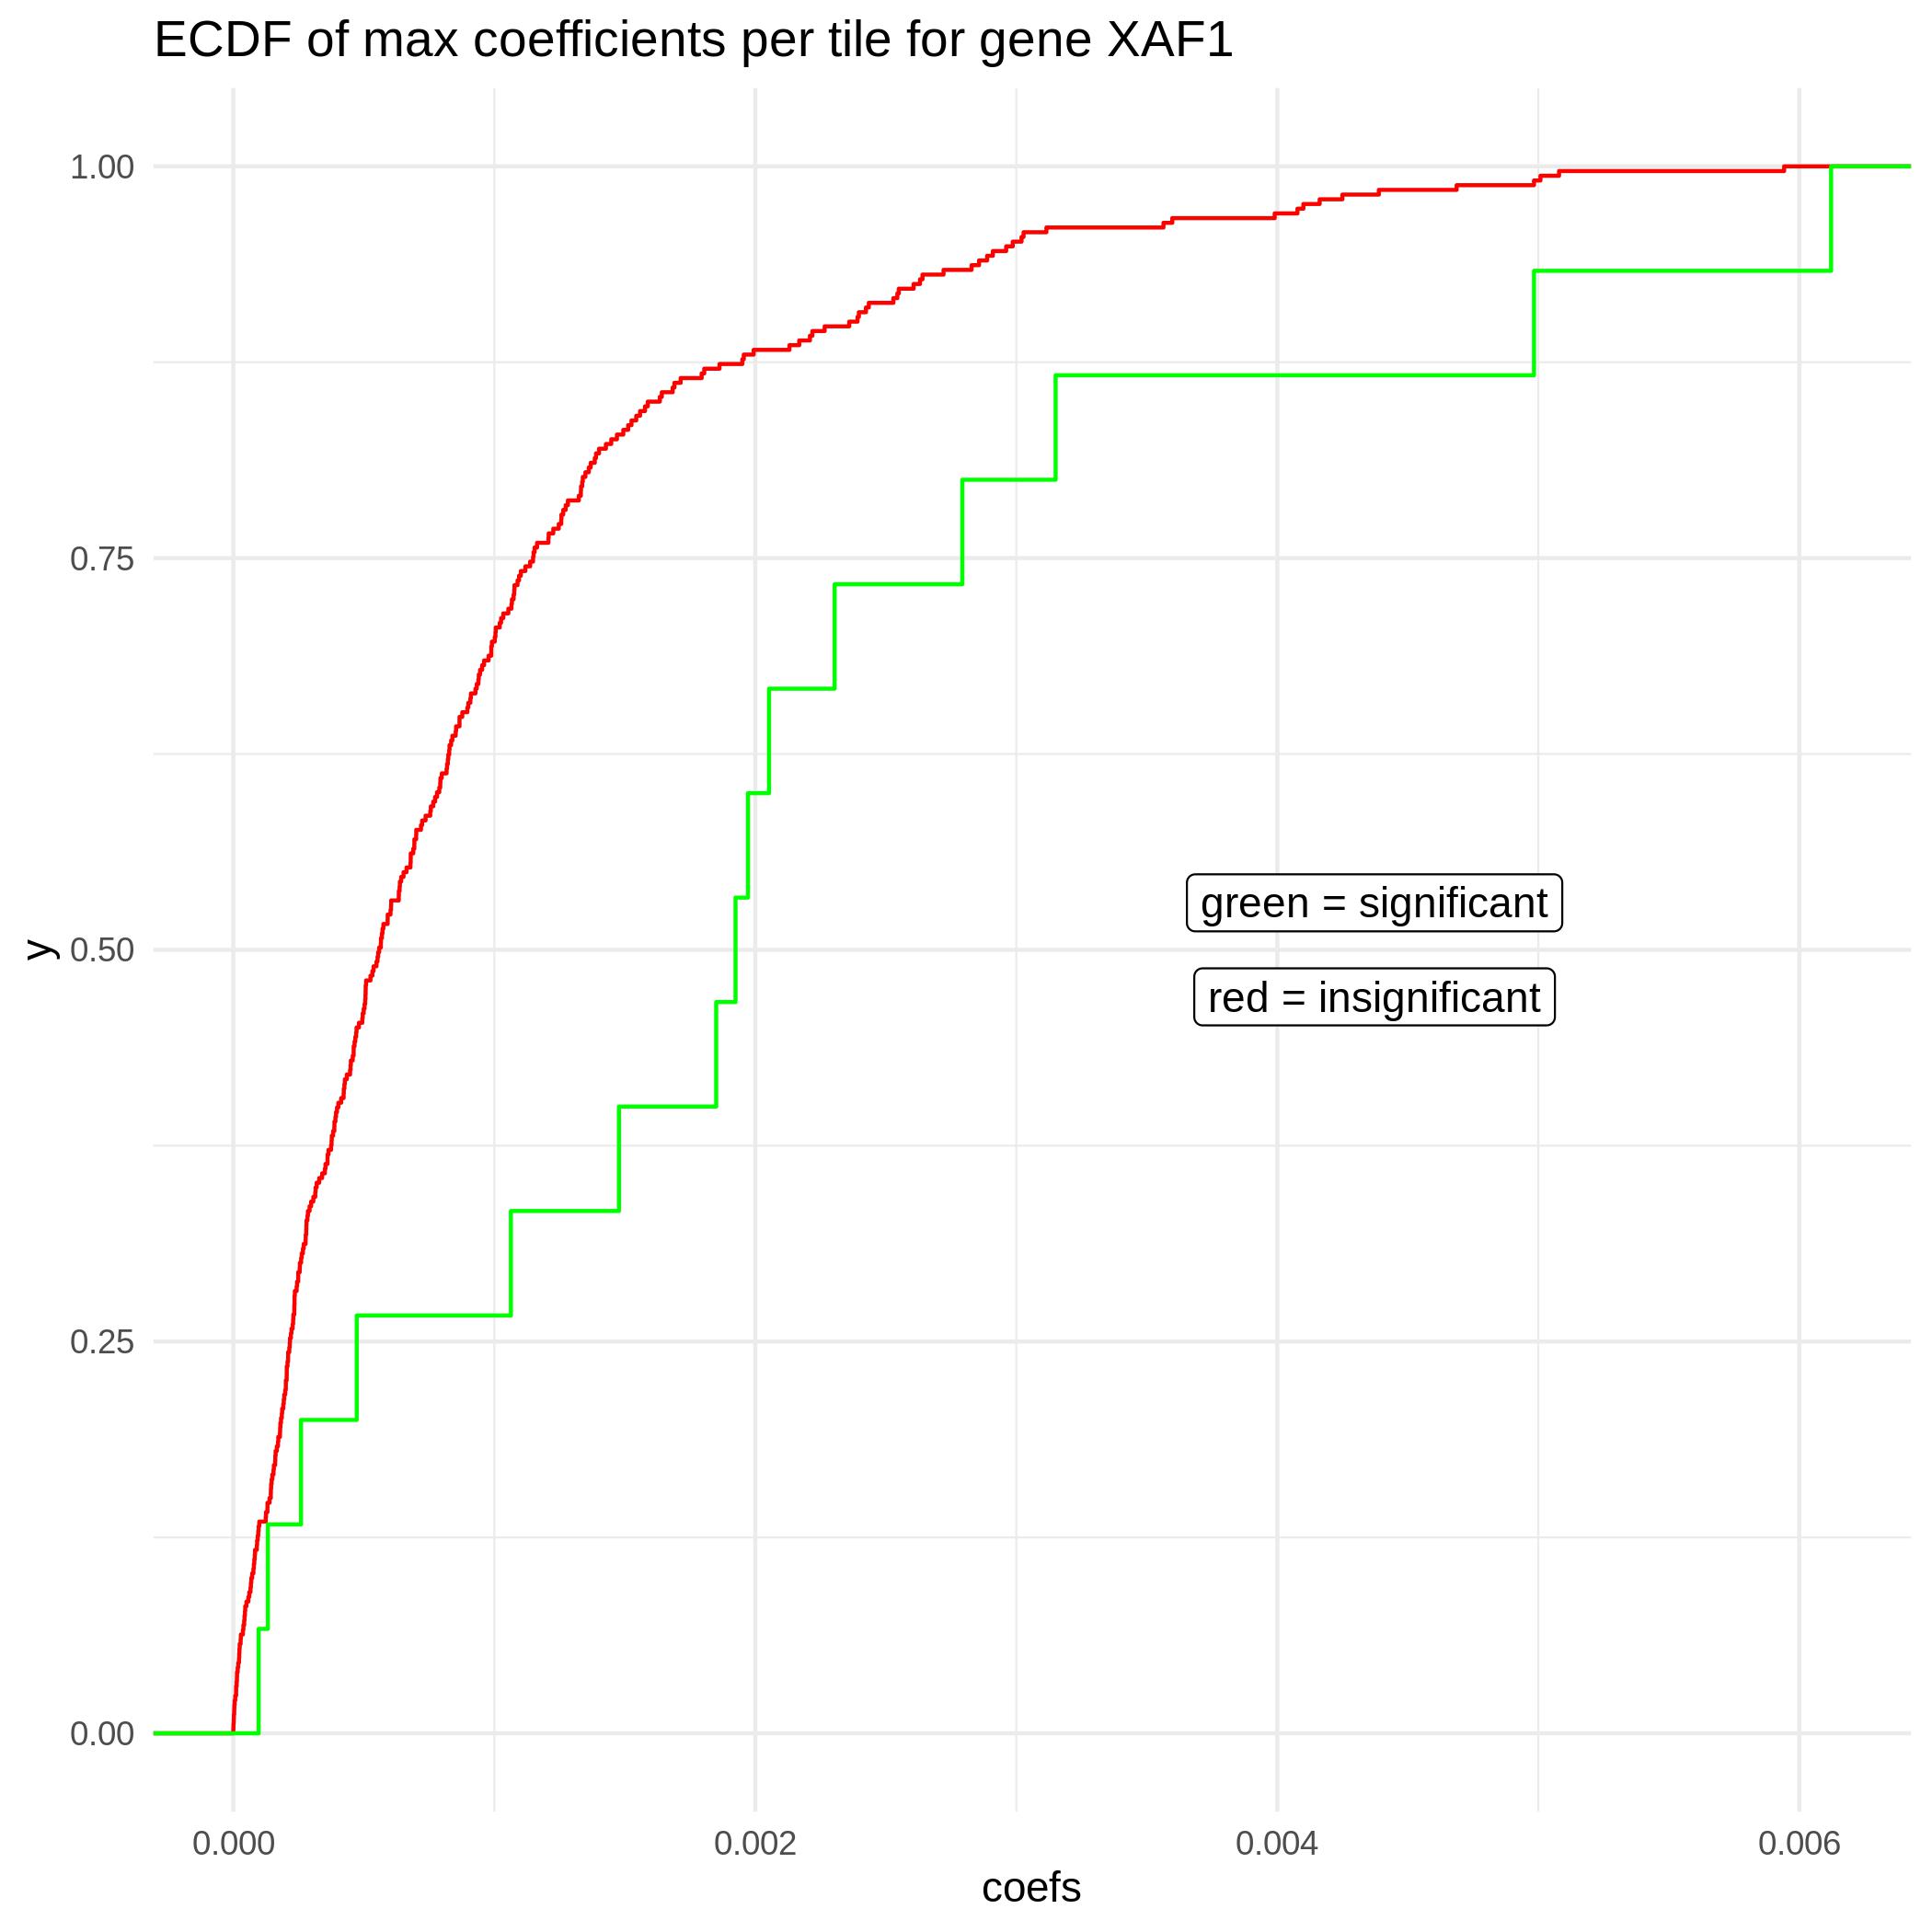 ECDF of max coefficients per tile for gene XAF1
1.00
0.75
0.50
0.25
0.00
y
green = significant
red = insignificant
0.000 0.002 0.004 0.006
coefs